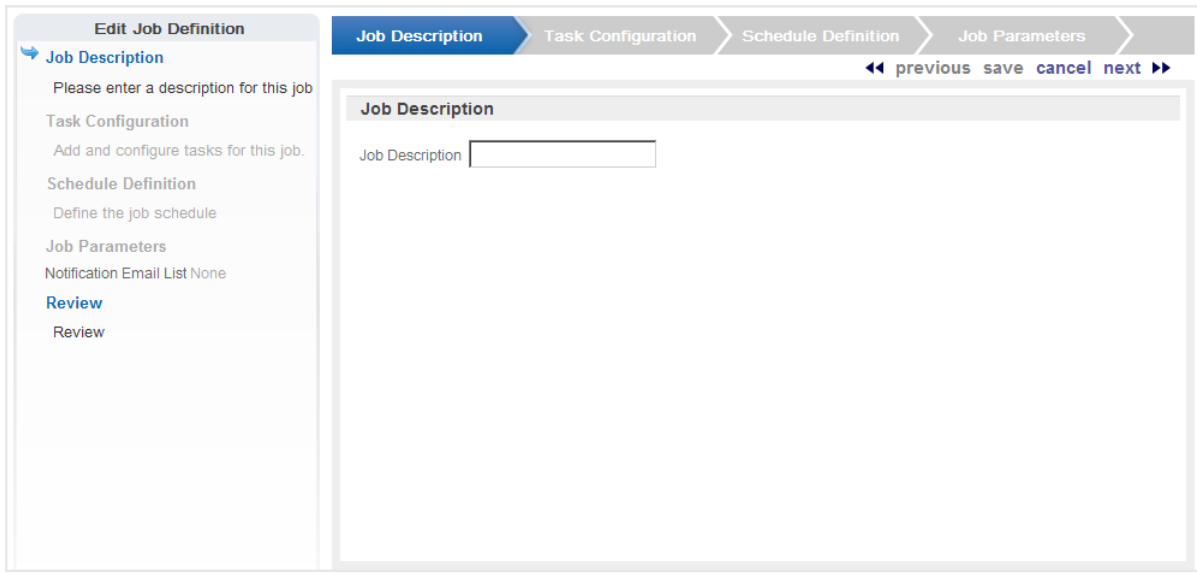 Edit Job Definition
Job Description
Please enter a description for this job
Task Configuration
Add and configure tasks for this job.
Schedule Definition
Define the job schedule
Job Parameters
Notification Email List None
Review
Review
Job Description Task Configuration Schedule Definition Job Parameters
previous save cancel next
Job Description
Job Description